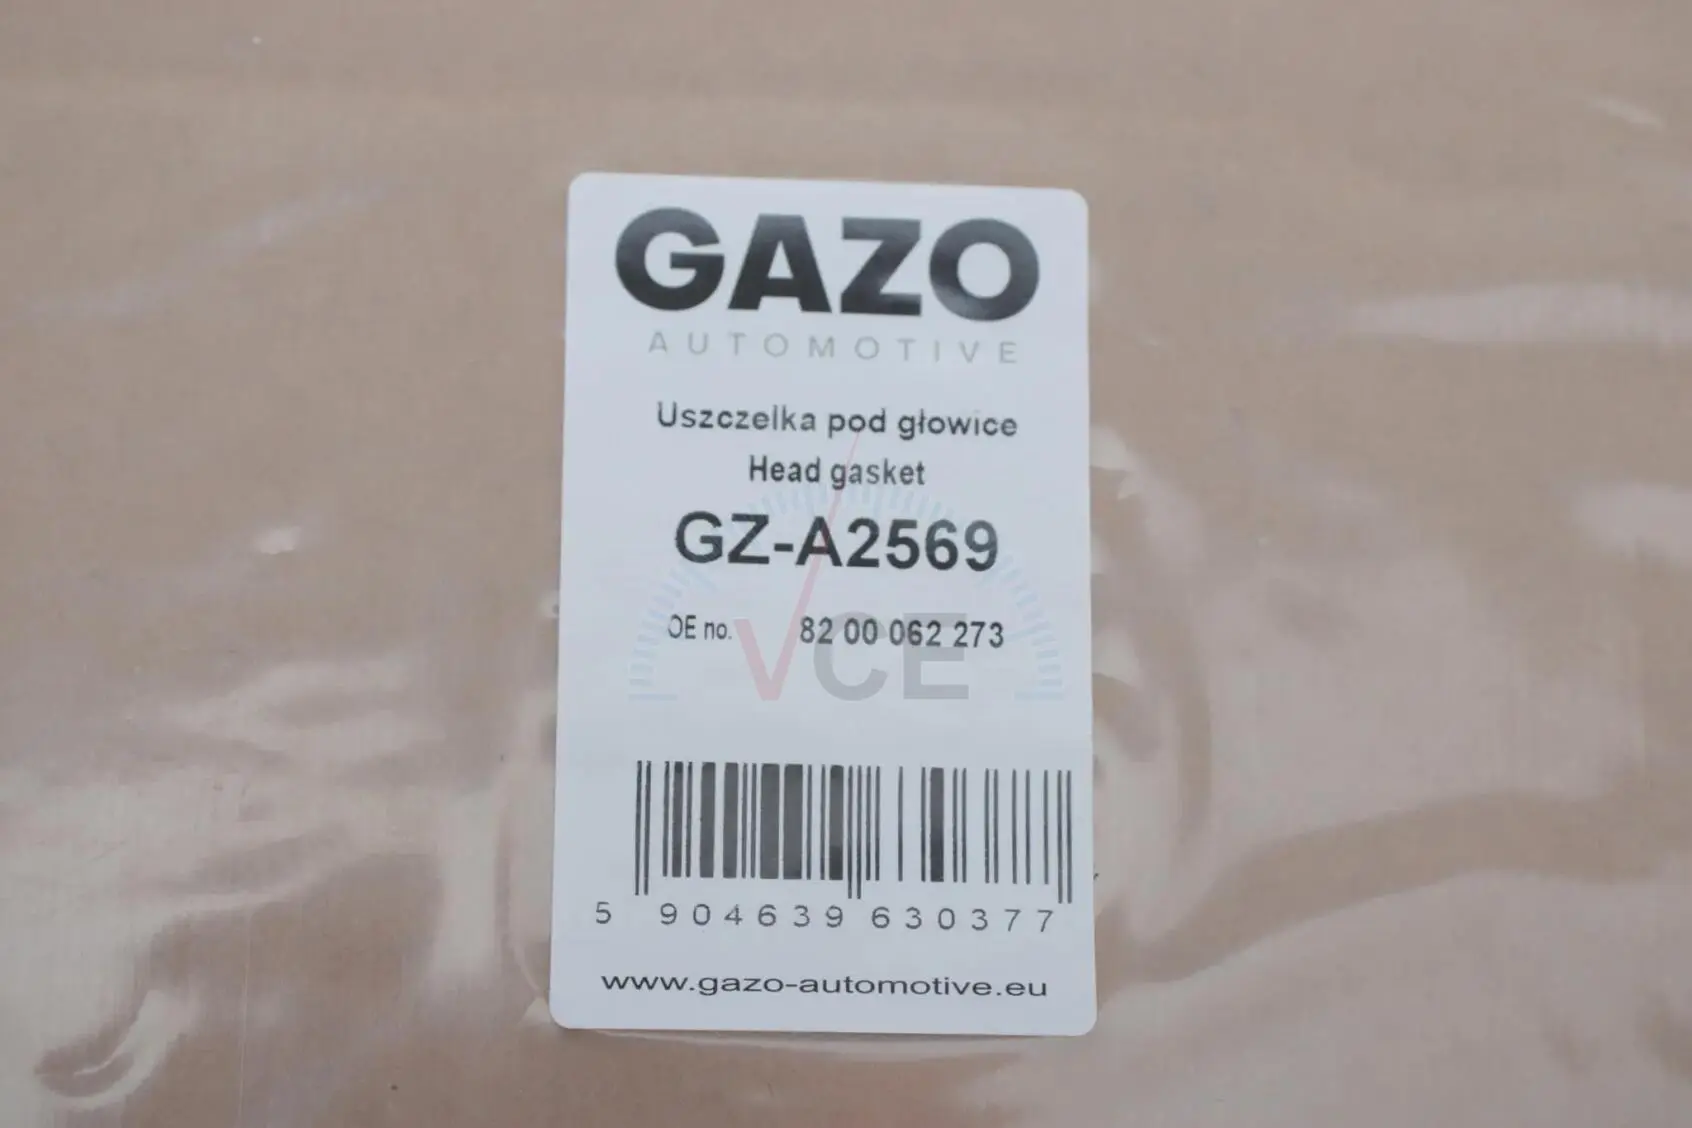 GAZO
AUTOMOTIVE
Uszczelka pod głowice
Head gasket
GZ-A2569
OE no. 82 00 062 273
VCE
5 904639 630377
www.gazo-automotive.eu